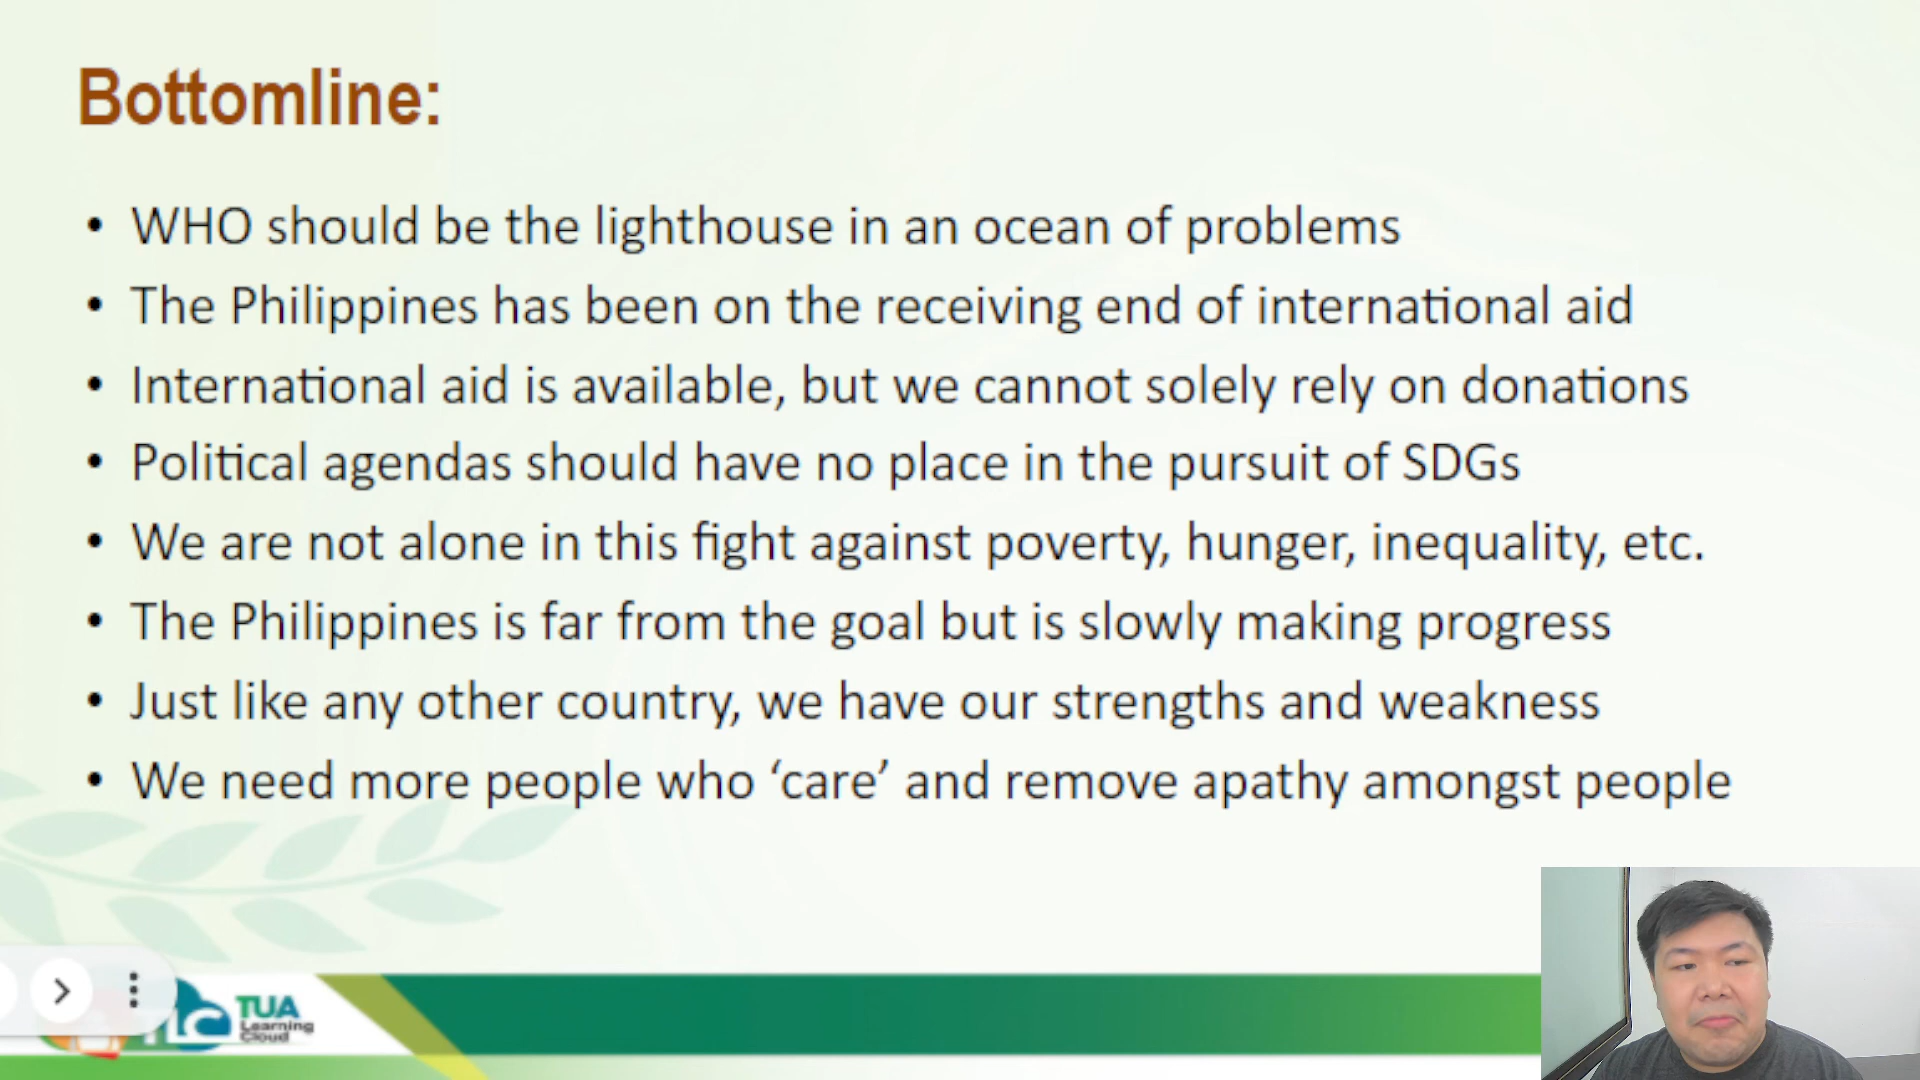 Bottomline:
• WHO should be the lighthouse in an ocean of problems
• The Philippines has been on the receiving end of international aid
• International aid is available, but we cannot solely rely on donations
• Political agendas should have no place in the pursuit of SDGs
• We are not alone in this fight against poverty, hunger, inequality, etc.
• The Philippines is far from the goal but is slowly making progress
• Just like any other country, we have our strengths and weakness
• We need more people who ‘care’ and remove apathy amongst people
TUA
Learning
Cloud